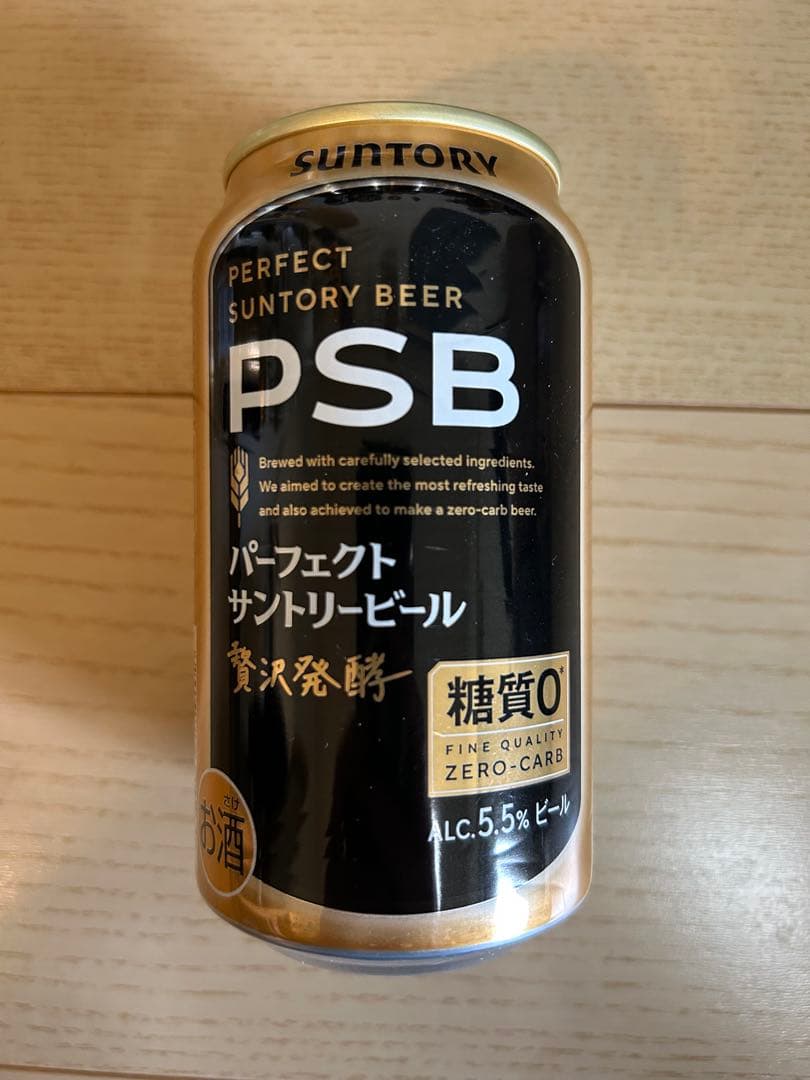 SUNTORY
PERFECT
SUNTORY BEER
PSB
Brewed with carefully selected ingredients.
We aimed to create the most refreshing taste
and also achieved to make a zero-carb beer.
パーフェクト
サントリービール
贅沢発酵
糖質0*
FINE QUALITY
ZERO-CARB
ALC.5.5% ビール
さけ
お酒